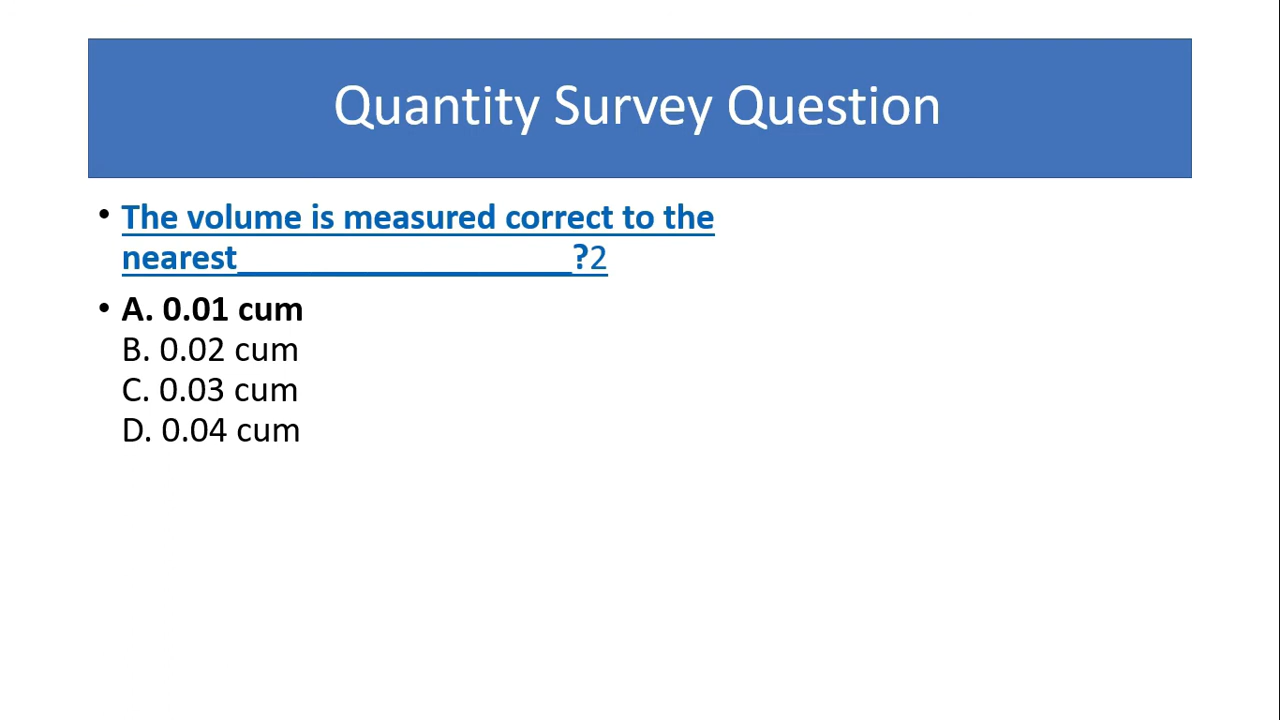 Quantity Survey Question
• The volume is measured correct to the
nearest__________________?2
• A. 0.01 cum
B. 0.02 cum
C. 0.03 cum
D. 0.04 cum